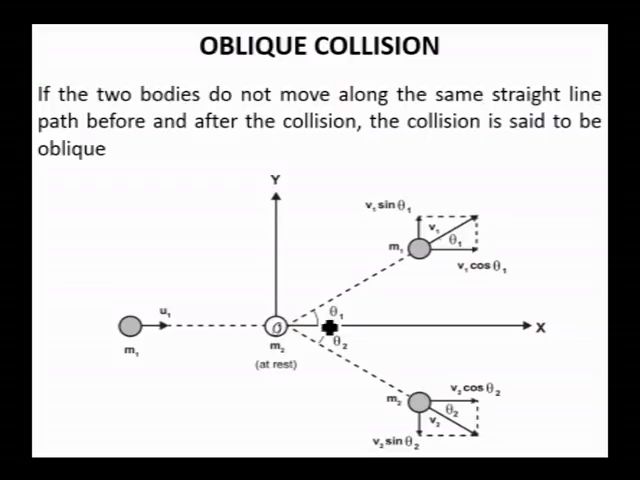 OBLIQUE COLLISION
If the two bodies do not move along the same straight line
path before and after the collision, the collision is said to be
oblique
Y
v₁ sin θ₁
v₁
θ₁
m₁
v₁ cos θ₁
u₁
θ₁
O
X
m₁
m₂
θ₂
(at rest)
v₂ cos θ₂
m₂
θ₂
v₂
v₂ sin θ₂